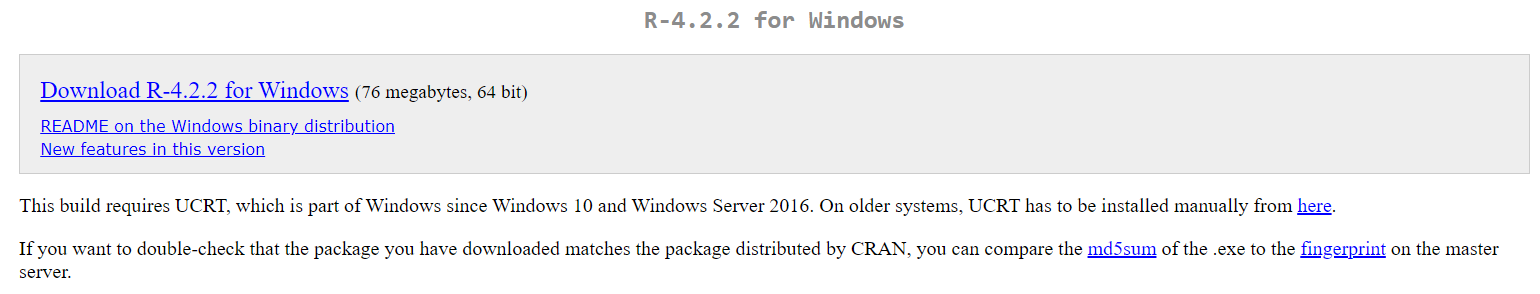 R-4.2.2 for Windows
Download R-4.2.2 for Windows (76 megabytes, 64 bit)
README on the Windows binary distribution
New features in this version
This build requires UCRT, which is part of Windows since Windows 10 and Windows Server 2016. On older systems, UCRT has to be installed manually from here.
If you want to double-check that the package you have downloaded matches the package distributed by CRAN, you can compare the md5sum of the .exe to the fingerprint on the master
server.